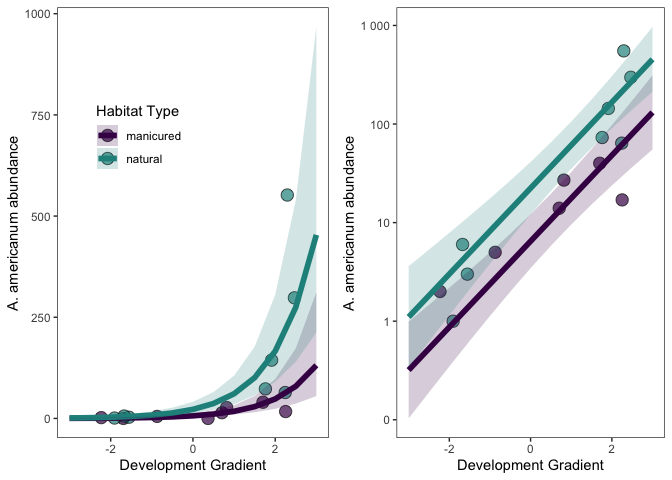 1000
750
500
250
0
A. americanum abundance
Habitat Type
manicured
natural
-2
0
2
Development Gradient
1 000
100
10
1
0
A. americanum abundance
-2
0
2
Development Gradient